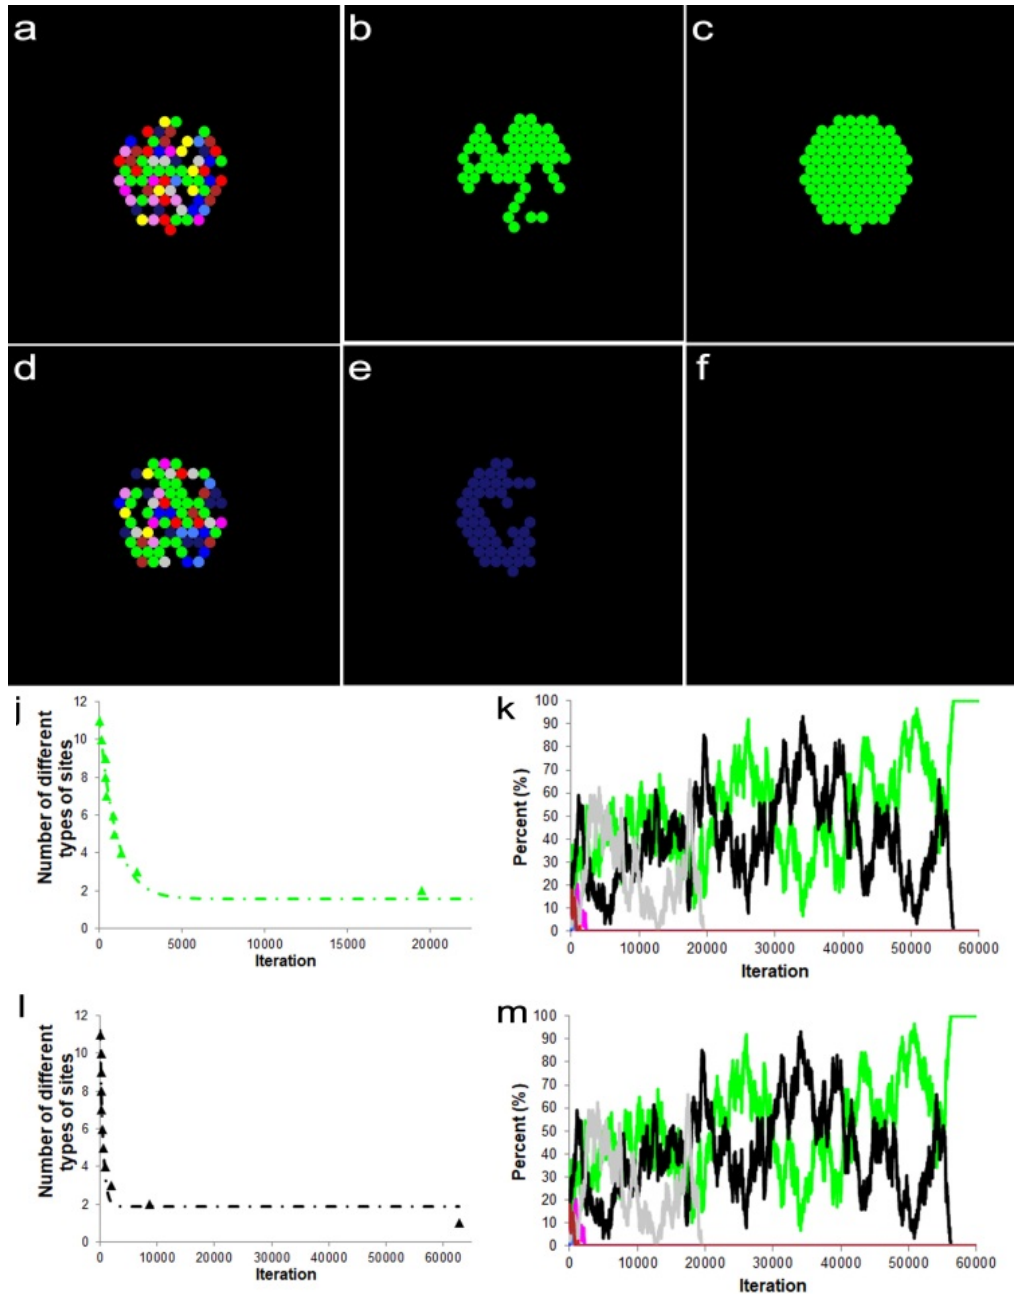 a
b
c
d
e
f
j
Number of different
types of sites
12
10
8
6
4
2
0
0 5000 10000 15000 20000
Iteration
k
Percent (%)
100
90
80
70
60
50
40
30
20
10
0
0 10000 20000 30000 40000 50000 60000
Iteration
l
Number of different
types of sites
12
10
8
6
4
2
0
0 10000 20000 30000 40000 50000 60000
Iteration
m
Percent (%)
100
90
80
70
60
50
40
30
20
10
0
0 10000 20000 30000 40000 50000 60000
Iteration